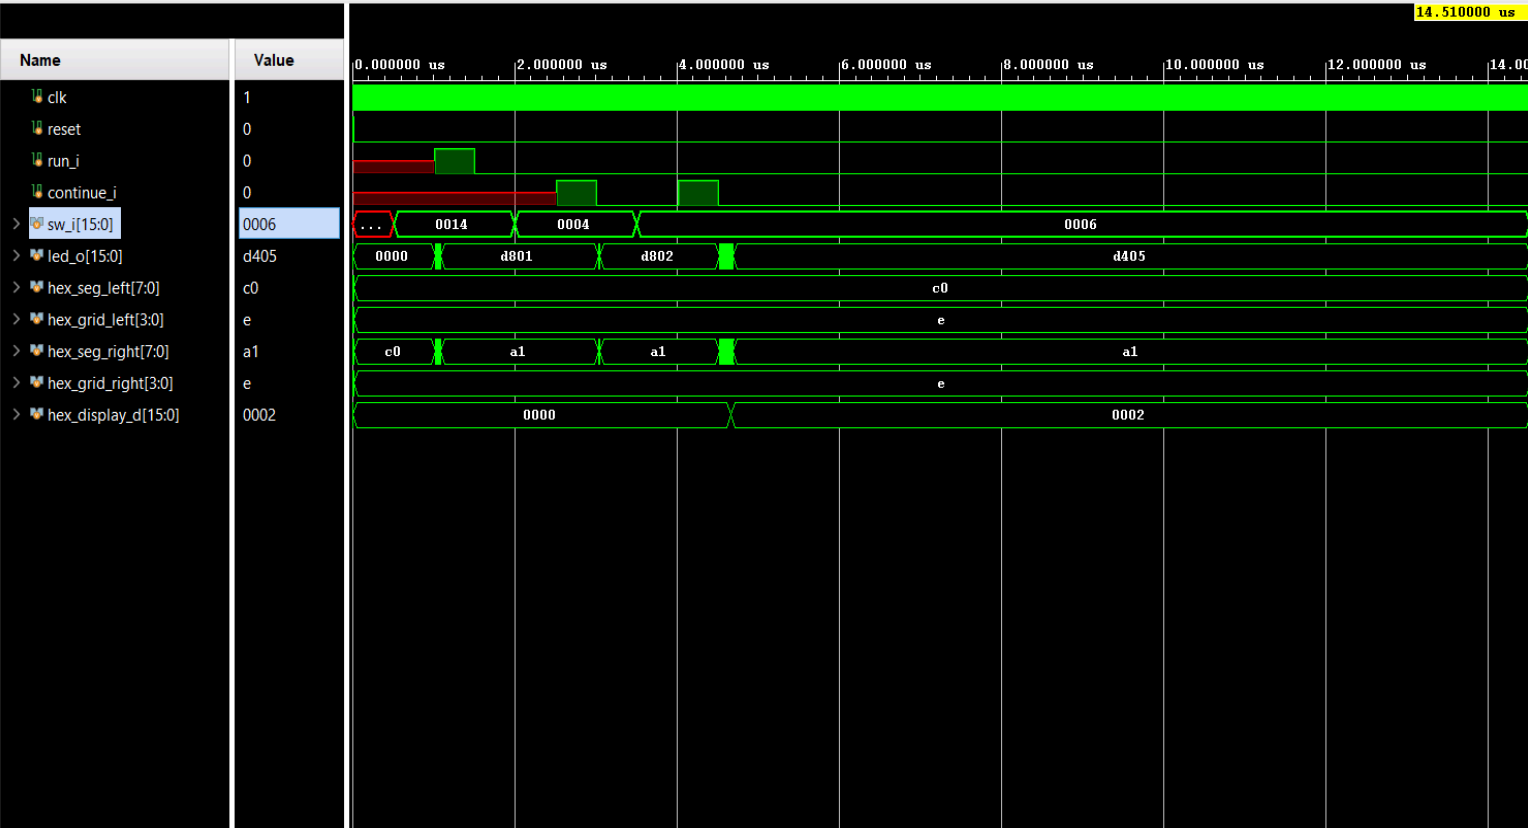 14.510000 us
Name Value
0.000000 us 2.000000 us 4.000000 us 6.000000 us 8.000000 us 10.000000 us 12.000000 us 14.00
clk 1
reset 0
run_i 0
continue_i 0
sw_i[15:0] 0006 ... 0014 0004 0006
led_o[15:0] d405 0000 d801 d802 d405
hex_seg_left[7:0] c0 c0
hex_grid_left[3:0] e e
hex_seg_right[7:0] a1 c0 a1 a1 a1
hex_grid_right[3:0] e e
hex_display_d[15:0] 0002 0000 0002